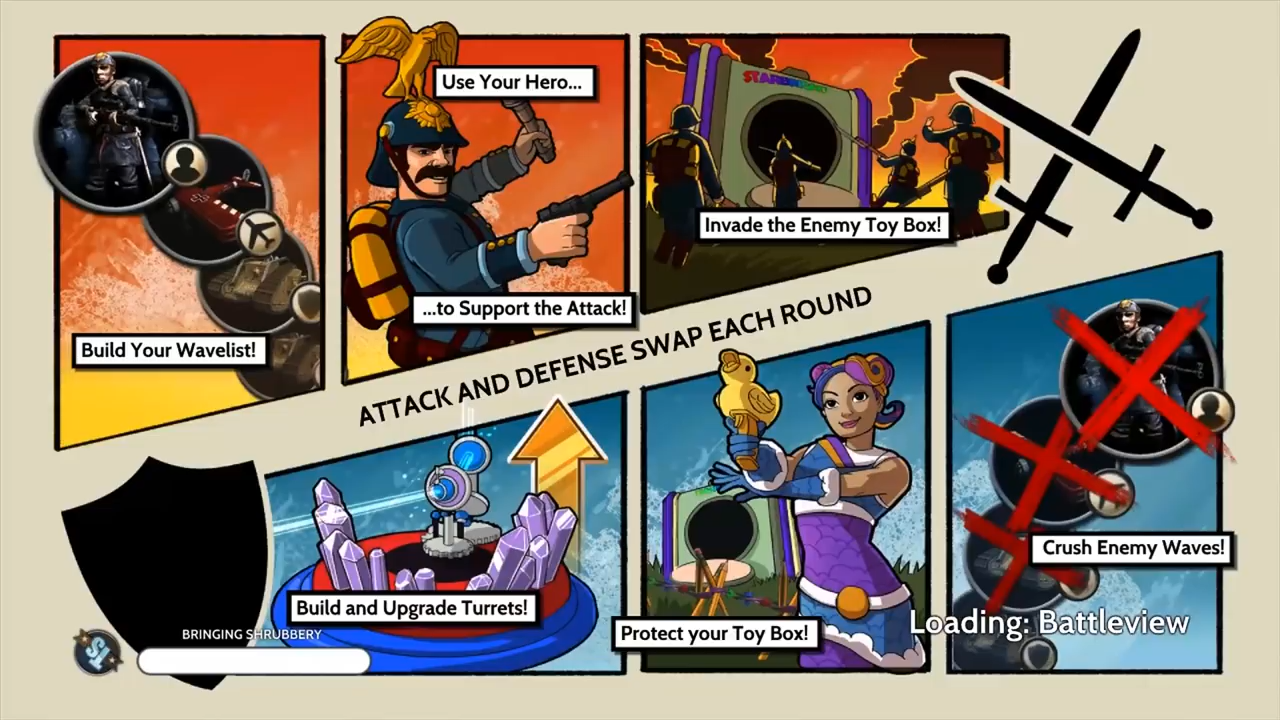 Use Your Hero...
Invade the Enemy Toy Box!
...to Support the Attack!
Build Your Wavelist!
ATTACK AND DEFENSE SWAP EACH ROUND
Crush Enemy Waves!
Build and Upgrade Turrets!
Protect your Toy Box!
Loading: Battleview
BRINGING SHRUBBERY